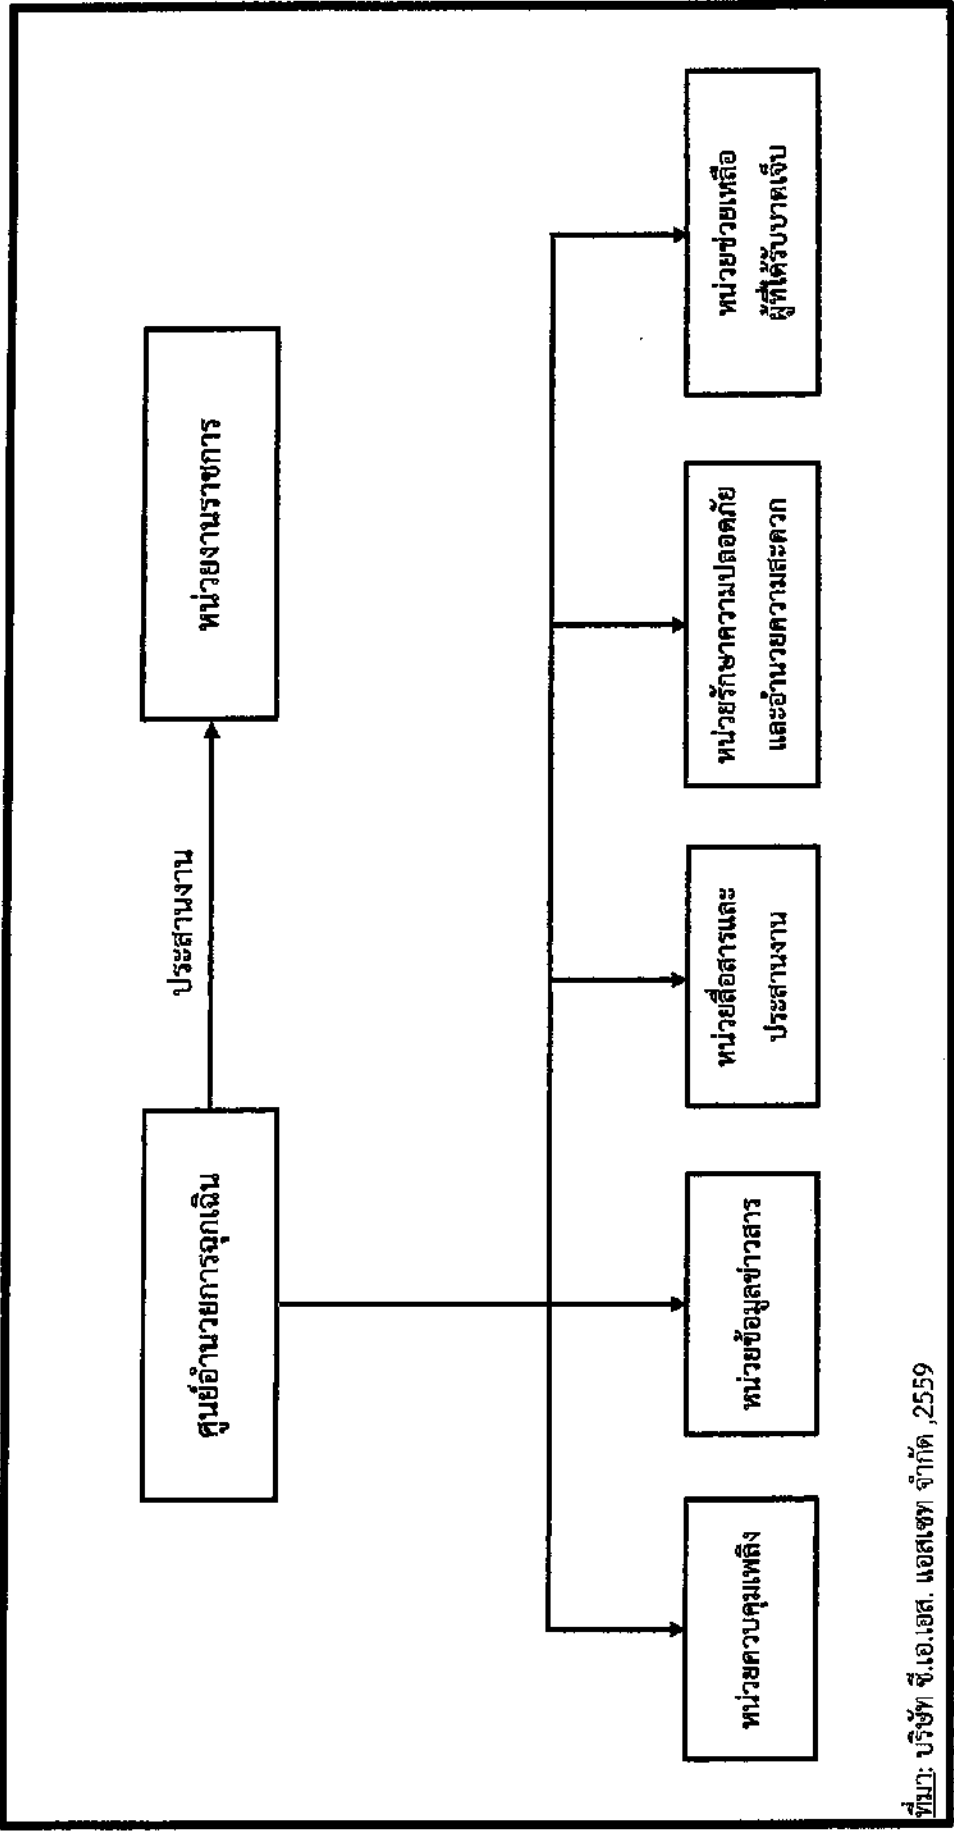 ศูนย์อำนวยการฉุกเฉิน
ประสานงาน
หน่วยงานราชการ
หน่วยควบคุมเพลิง
หน่วยข้อมูลข่าวสาร
หน่วยสื่อสารและ
ประสานงาน
หน่วยรักษาความปลอดภัย
และอำนวยความสะดวก
หน่วยช่วยเหลือ
ผู้ที่ได้รับบาดเจ็บ
ที่มา: บริษัท ซี.เอ.เอส. แอสเซท จำกัด ,2559